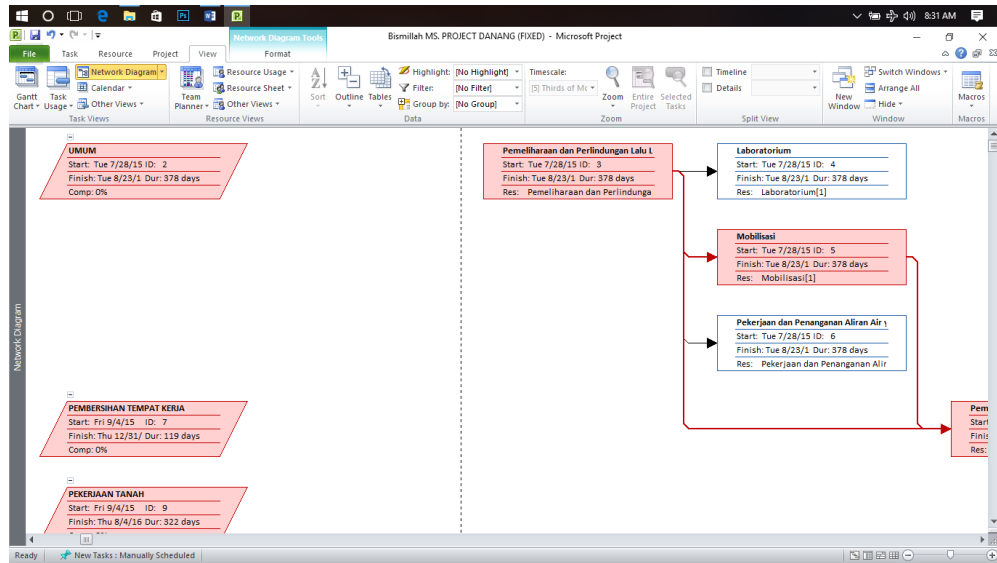 8:31 AM
Network Diagram Tools
Bismillah MS. PROJECT DANANG (FIXED) - Microsoft Project
File Task Resource Project View Format
Network Diagram
Calendar
Other Views
Gantt Chart
Task Usage
Task Views
Team Planner
Resource Usage
Resource Sheet
Other Views
Resource Views
Sort
Outline
Tables
Highlight: [No Highlight]
Filter: [No Filter]
Group by: [No Group]
Data
Timescale:
[5] Thirds of Mc
Zoom
Entire Project
Selected Tasks
Zoom
Timeline
Details
Split View
New Window
Switch Windows
Arrange All
Hide
Window
Macros
Macros
Network Diagram
UMUM
Start: Tue 7/28/15 ID: 2
Finish: Tue 8/23/1 Dur: 378 days
Comp: 0%
Pemeliharaan dan Perlindungan Lalu L
Start: Tue 7/28/15 ID: 3
Finish: Tue 8/23/1 Dur: 378 days
Res: Pemeliharaan dan Perlindunga
Laboratorium
Start: Tue 7/28/15 ID: 4
Finish: Tue 8/23/1 Dur: 378 days
Res: Laboratorium[1]
Mobilisasi
Start: Tue 7/28/15 ID: 5
Finish: Tue 8/23/1 Dur: 378 days
Res: Mobilisasi[1]
Pekerjaan dan Penanganan Aliran Air
Start: Tue 7/28/15 ID: 6
Finish: Tue 8/23/1 Dur: 378 days
Res: Pekerjaan dan Penanganan Alir
PEMBERSIHAN TEMPAT KERJA
Start: Fri 9/4/15 ID: 7
Finish: Thu 12/31/ Dur: 119 days
Comp: 0%
Pem
Start
Finis
Res:
PEKERJAAN TANAH
Start: Fri 9/4/15 ID: 9
Finish: Thu 8/4/16 Dur: 322 days
Ready
New Tasks : Manually Scheduled